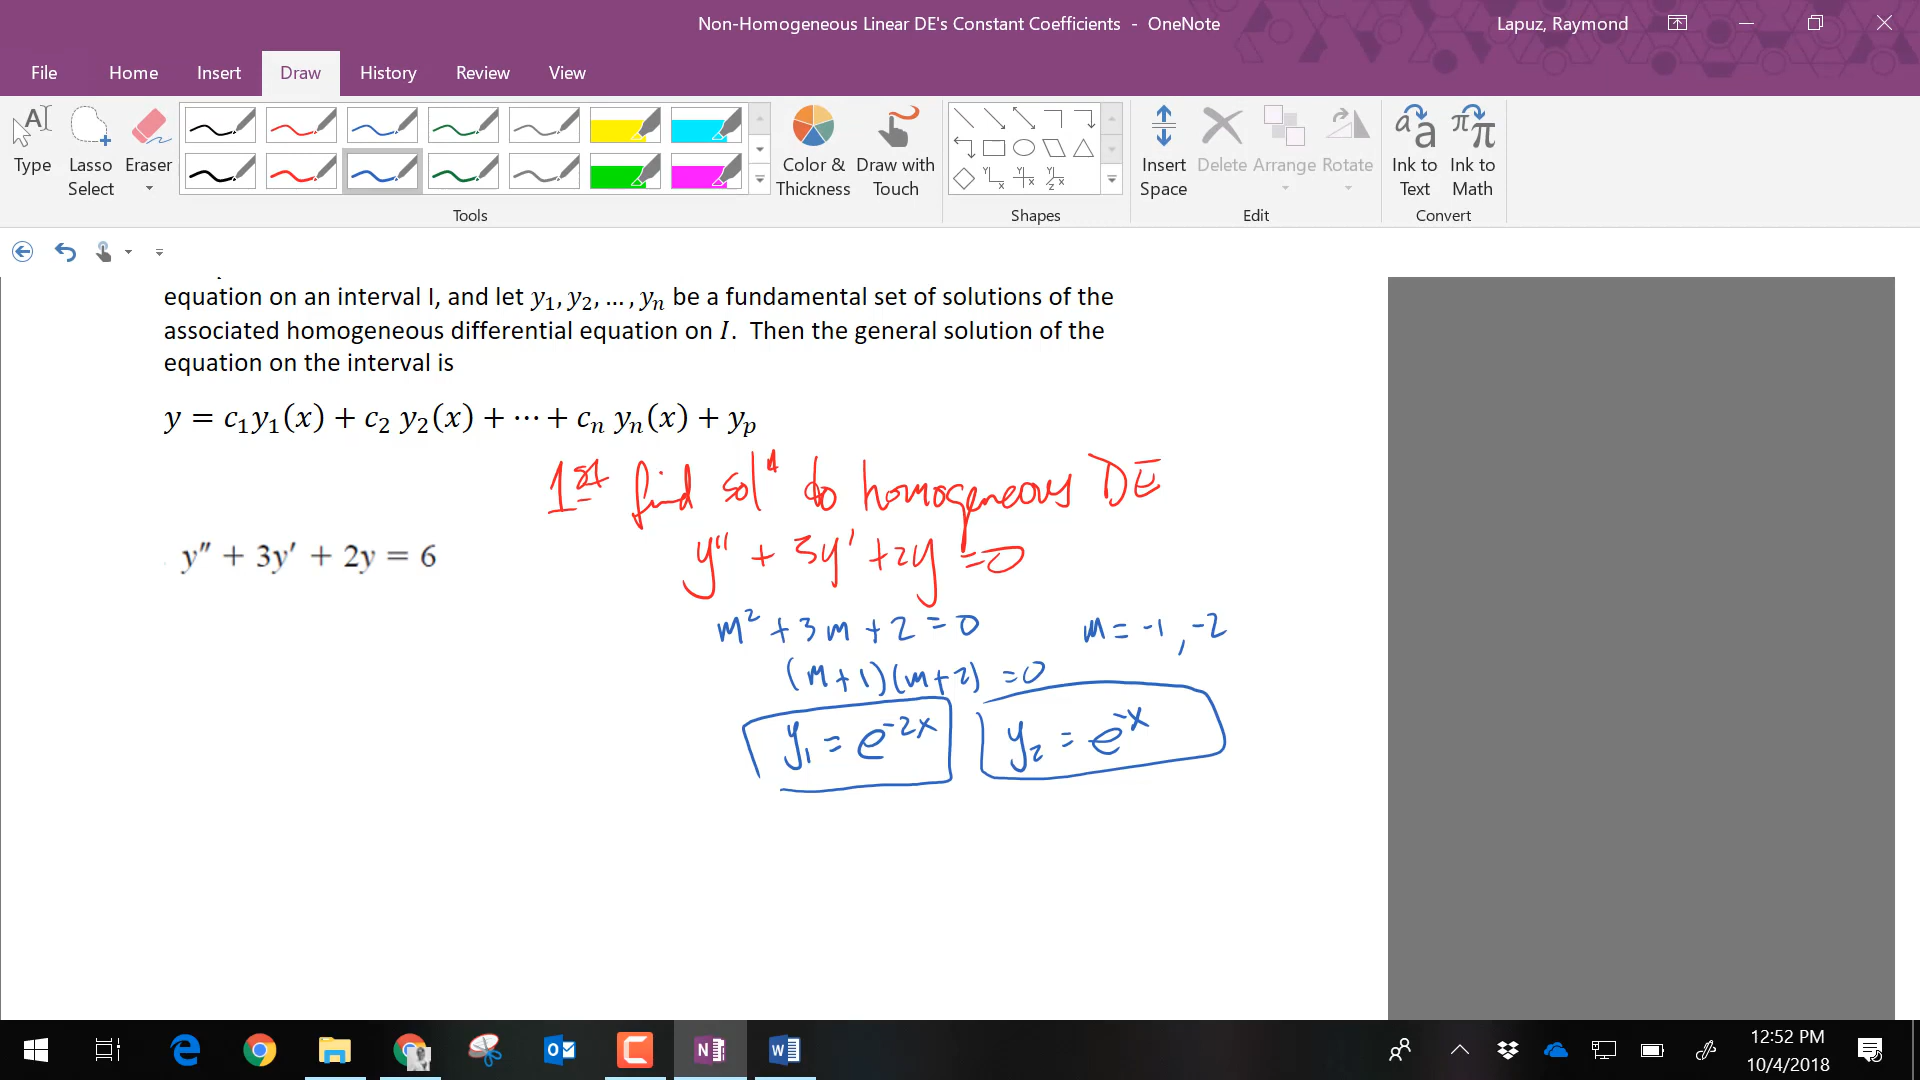 Non-Homogeneous Linear DE's Constant Coefficients - OneNote
Lapuz, Raymond
File Home Insert Draw History Review View
Type
Lasso Select
Eraser
Color & Thickness
Draw with Touch
Insert Space
Delete
Arrange
Rotate
Ink to Text
Ink to Math
Tools
Shapes
Edit
Convert
equation on an interval I, and let y₁, y₂, …, yₙ be a fundamental set of solutions of the
associated homogeneous differential equation on I. Then the general solution of the
equation on the interval is
y = c₁y₁(x) + c₂ y₂(x) + ⋯ + cₙ yₙ(x) + yₚ
1st find solⁿ to homogeneous DE
y″ + 3y′ + 2y = 6
y″ + 3y′ + 2y = 0
m² + 3m + 2 = 0
m = -1, -2
(m+1)(m+2) = 0
y₁ = e⁻²ˣ
y₂ = e⁻ˣ
12:52 PM
10/4/2018